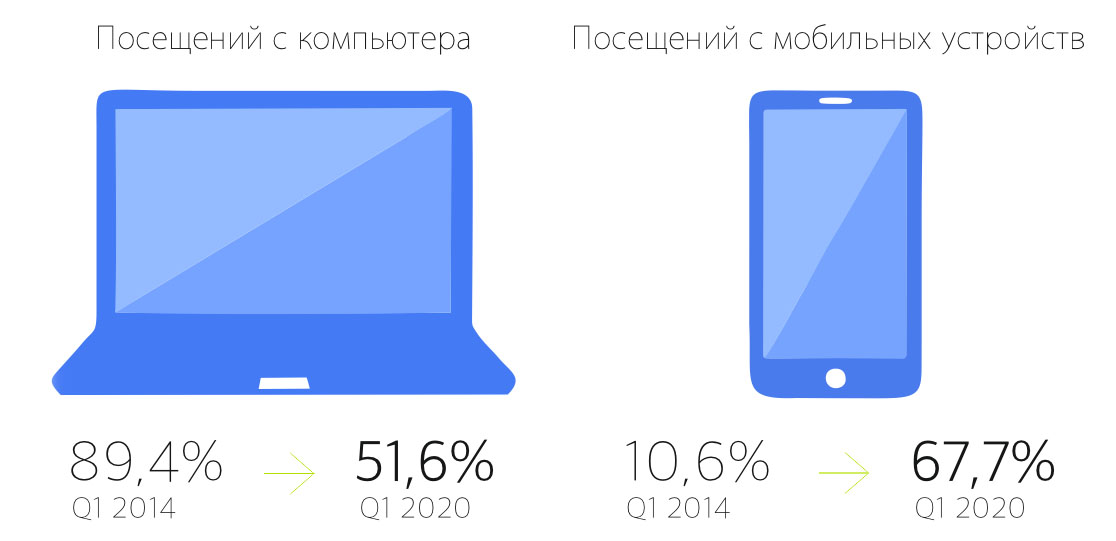 Посещений с компьютера
Посещений с мобильных устройств
89,4%
51,6%
10,6%
67,7%
Q1 2014
Q1 2020
Q1 2014
Q1 2020